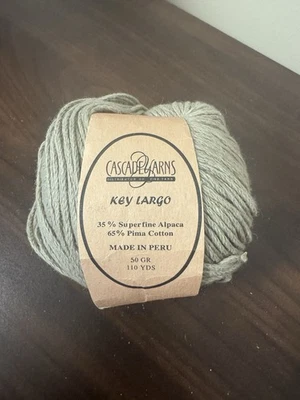 CASCADE YARNS
KEY LARGO
35% Superfine Alpaca
65% Pima Cotton
MADE IN PERU
50 GR
110 YDS